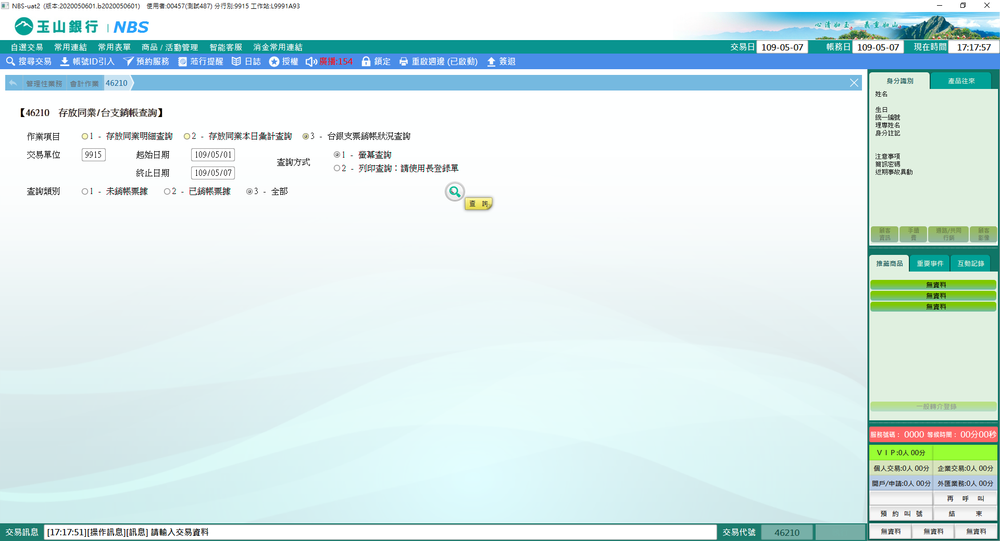 NBS-uat2 (版本:2020050601.b2020050601) 使用者:00457(測試487) 分行別:9915 工作站:L9991A93
玉山銀行 | NBS
心清如玉。義重如山。
自選交易 常用連結 常用表單 商品 / 活動管理 智能客服 消金常用連結 交易日 109-05-07 帳務日 109-05-07 現在時間 17:17:57
搜尋交易 帳號ID引入 預約服務 蒞行提醒 日誌 授權 廣播:154 鎖定 重啟週邊 (已啟動) 簽退
管理性業務 會計作業 46210
【46210 存放同業/台支銷帳查詢】
作業項目 1 - 存放同業明細查詢 2 - 存放同業本日彙計查詢 3 - 台銀支票銷帳狀況查詢
交易單位 9915 起始日期 109/05/01 查詢方式 1 - 螢幕查詢
終止日期 109/05/07 2 - 列印查詢：請使用長登錄單
查詢類別 1 - 未銷帳票據 2 - 已銷帳票據 3 - 全部
查 詢
身分識別 產品往來
姓名
生日
統一編號
理專姓名
身分註記
注意事項
簡訊密碼
近期事故異動
顧客資訊 手續費 通路/共同行銷 顧客影像
推薦商品 重要事件 互動記錄
無資料
無資料
無資料
一般轉介登錄
服務號碼： 0000 等候時間： 00分00秒
ＶＩＰ:0人 00分
個人交易:0人 00分 企業交易:0人 00分
開戶/申請:0人 00分 外匯業務:0人 00分
再 呼 叫
預 約 叫 號 結 束
無資料 無資料 無資料
交易訊息 [17:17:51][操作訊息][訊息] 請輸入交易資料 交易代號 46210